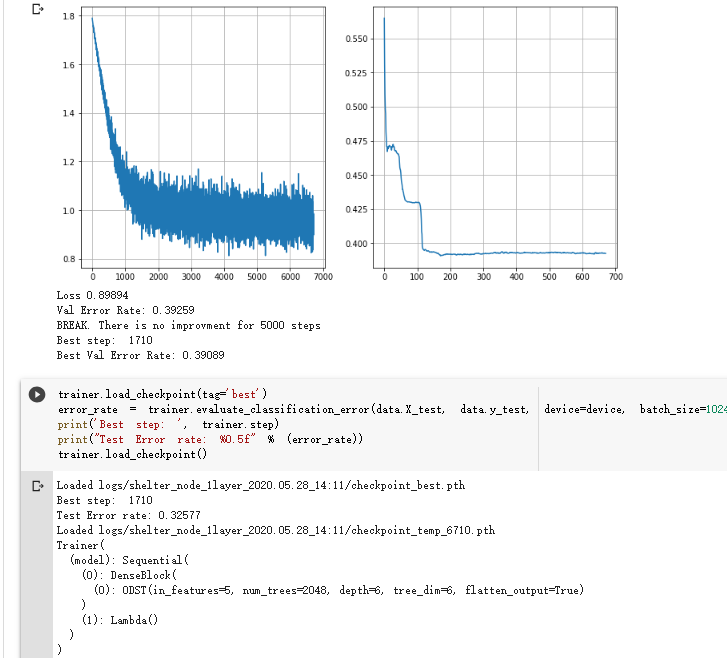 1.8
1.6
1.4
1.2
1.0
0.8
0 1000 2000 3000 4000 5000 6000 7000
0.550
0.525
0.500
0.475
0.450
0.425
0.400
0 100 200 300 400 500 600 700
Loss 0.89894
Val Error Rate: 0.39259
BREAK. There is no improvment for 5000 steps
Best step: 1710
Best Val Error Rate: 0.39089
trainer.load_checkpoint(tag='best')
error_rate = trainer.evaluate_classification_error(data.X_test, data.y_test, device=device, batch_size=1024
print('Best step: ', trainer.step)
print("Test Error rate: %0.5f" % (error_rate))
trainer.load_checkpoint()
Loaded logs/shelter_node_1layer_2020.05.28_14:11/checkpoint_best.pth
Best step: 1710
Test Error rate: 0.32577
Loaded logs/shelter_node_1layer_2020.05.28_14:11/checkpoint_temp_6710.pth
Trainer(
(model): Sequential(
(0): DenseBlock(
(0): ODST(in_features=5, num_trees=2048, depth=6, tree_dim=6, flatten_output=True)
)
(1): Lambda()
)
)